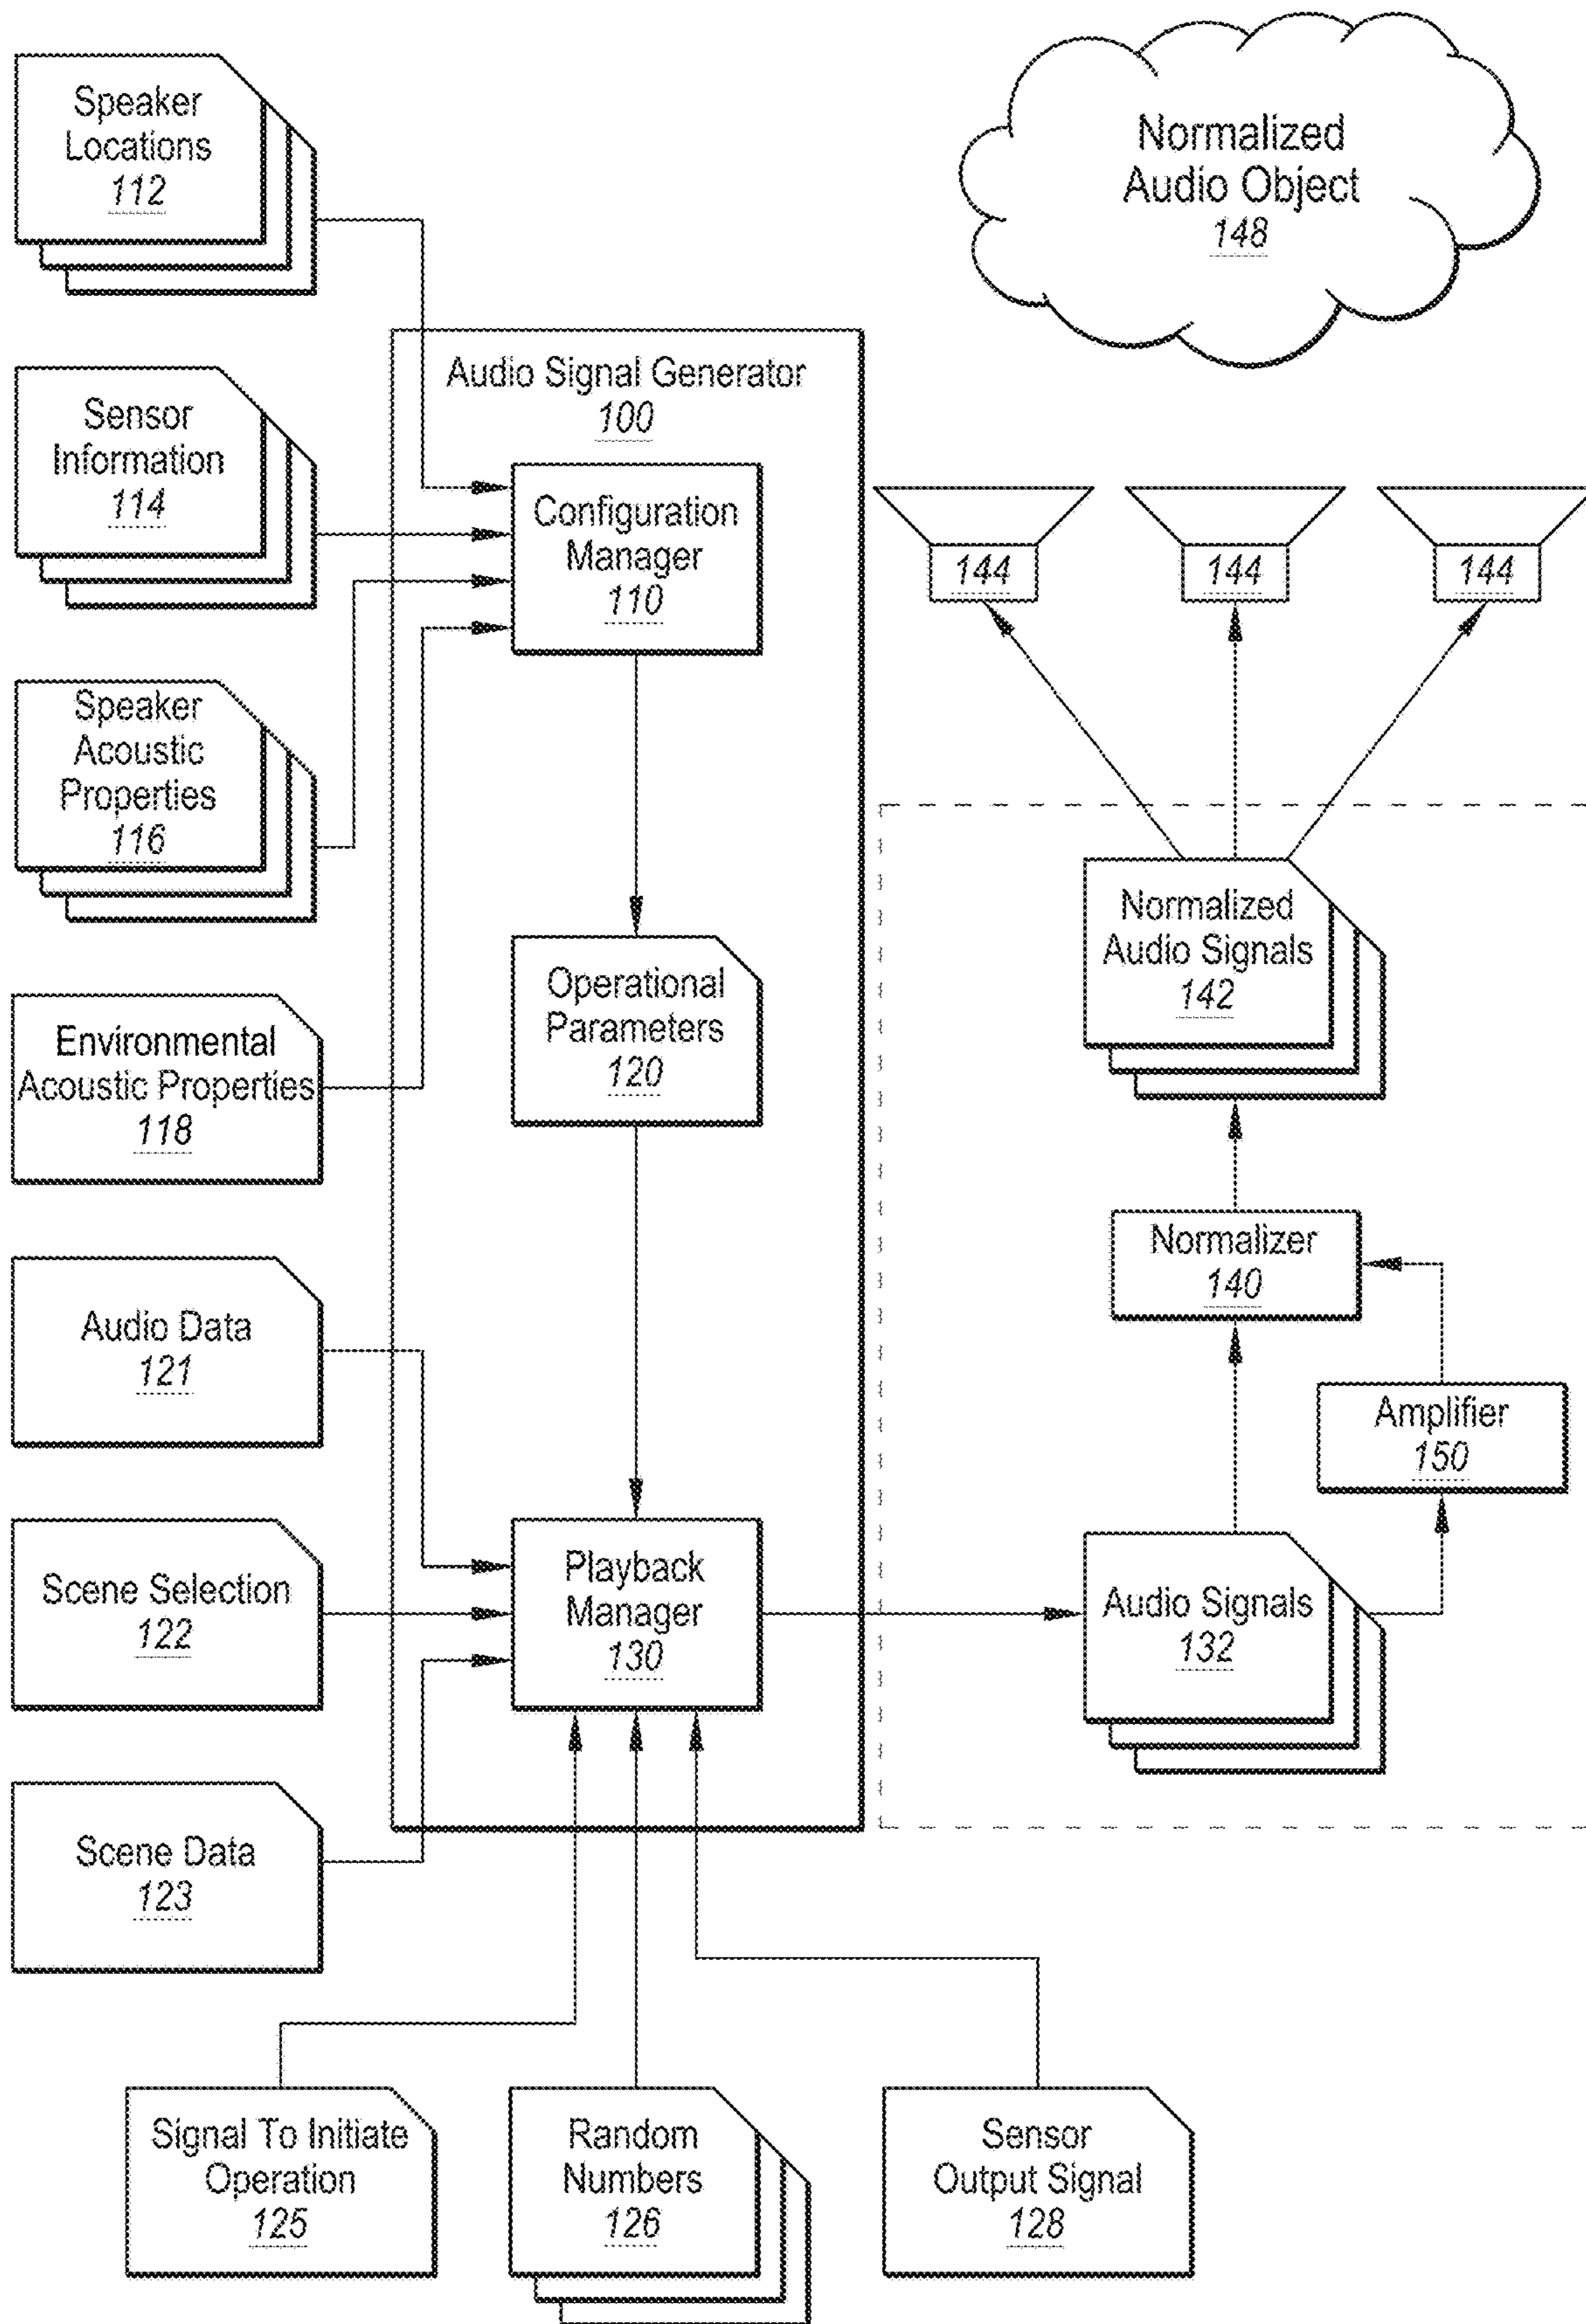 Speaker
Locations
112
Normalized
Audio Object
148
Audio Signal Generator
100
Sensor
Information
114
Configuration
Manager
110
144
144
144
Speaker
Acoustic
Properties
116
Normalized
Audio Signals
142
Operational
Parameters
120
Environmental
Acoustic Properties
118
Normalizer
140
Audio Data
121
Amplifier
150
Scene Selection
122
Playback
Manager
130
Audio Signals
132
Scene Data
123
Signal To Initiate
Operation
125
Random
Numbers
126
Sensor
Output Signal
128